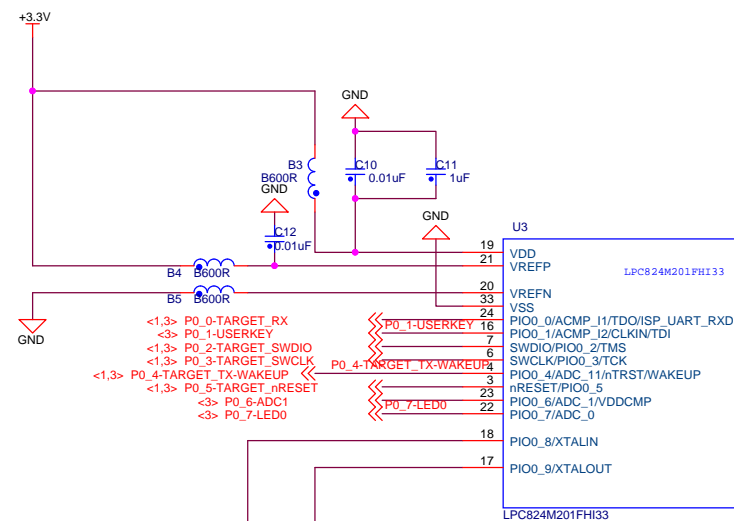 +3.3V
GND
B3
B600R
C10
0.01uF
C11
1uF
GND
C12
0.01uF
GND
U3
19
VDD
21
VREFP
LPC824M201FHI33
B4
B600R
20
VREFN
B5
B600R
33
VSS
GND
<1,3> P0_0-TARGET_RX
24
PIO0_0/ACMP_I1/TDO/ISP_UART_RXD
<3> P0_1-USERKEY
P0_1-USERKEY
16
PIO0_1/ACMP_I2/CLKIN/TDI
<1,3> P0_2-TARGET_SWDIO
7
SWDIO/PIO0_2/TMS
<1,3> P0_3-TARGET_SWCLK
6
SWCLK/PIO0_3/TCK
<1,3> P0_4-TARGET_TX-WAKEUP
P0_4-TARGET_TX-WAKEUP
4
PIO0_4/ADC_11/nTRST/WAKEUP
<1,3> P0_5-TARGET_nRESET
3
nRESET/PIO0_5
<3> P0_6-ADC1
23
PIO0_6/ADC_1/VDDCMP
<3> P0_7-LED0
P0_7-LED0
22
PIO0_7/ADC_0
18
PIO0_8/XTALIN
17
PIO0_9/XTALOUT
LPC824M201FHI33